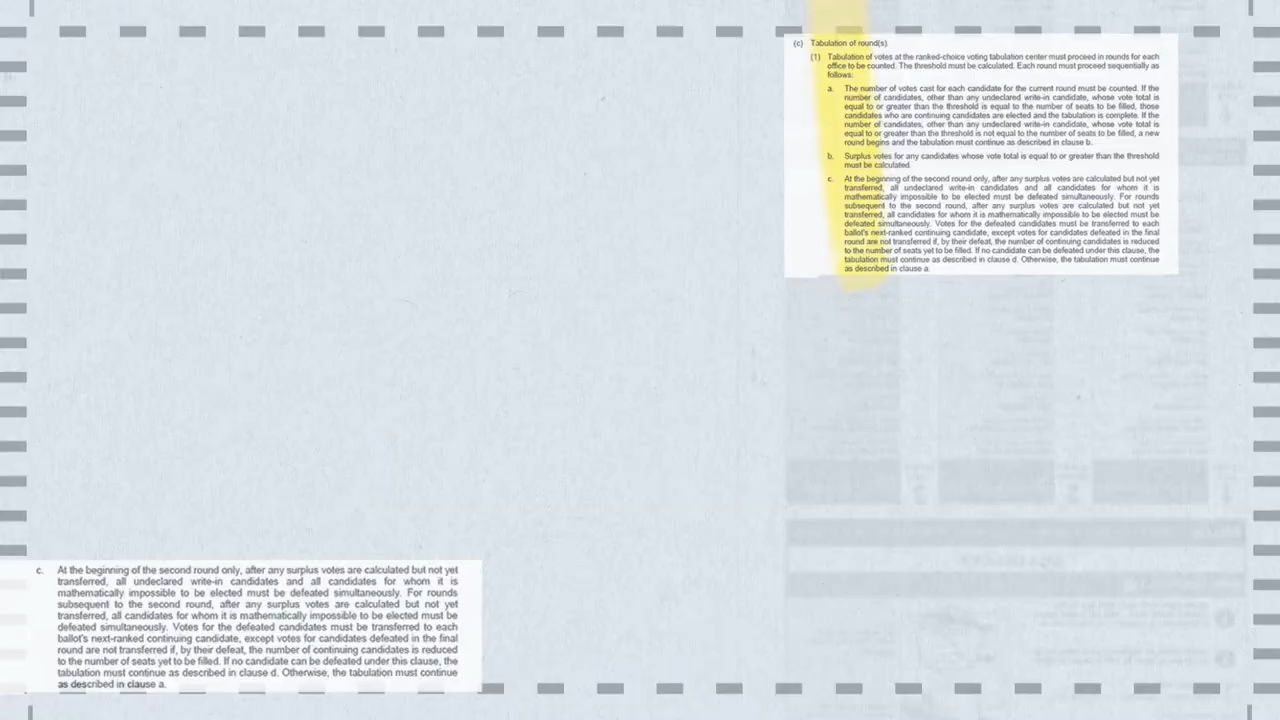 (c) Tabulation of round(s).
(1) Tabulation of votes at the ranked-choice voting tabulation center must proceed in rounds for each
office to be counted. The threshold must be calculated. Each round must proceed sequentially as
follows:
a. The number of votes cast for each candidate for the current round must be counted. If the
number of candidates, other than any undeclared write-in candidate, whose vote total is
equal to or greater than the threshold is equal to the number of seats to be filled, those
candidates who are continuing candidates are elected and the tabulation is complete. If the
number of candidates, other than any undeclared write-in candidate, whose vote total is
equal to or greater than the threshold is not equal to the number of seats to be filled, a new
round begins and the tabulation must continue as described in clause b.
b. Surplus votes for any candidates whose vote total is equal to or greater than the threshold
must be calculated.
c. At the beginning of the second round only, after any surplus votes are calculated but not yet
transferred, all undeclared write-in candidates and all candidates for whom it is
mathematically impossible to be elected must be defeated simultaneously. For rounds
subsequent to the second round, after any surplus votes are calculated but not yet
transferred, all candidates for whom it is mathematically impossible to be elected must be
defeated simultaneously. Votes for the defeated candidates must be transferred to each
ballot's next-ranked continuing candidate, except votes for candidates defeated in the final
round are not transferred if, by their defeat, the number of continuing candidates is reduced
to the number of seats yet to be filled. If no candidate can be defeated under this clause, the
tabulation must continue as described in clause d. Otherwise, the tabulation must continue
as described in clause a.
c. At the beginning of the second round only, after any surplus votes are calculated but not yet
transferred, all undeclared write-in candidates and all candidates for whom it is
mathematically impossible to be elected must be defeated simultaneously. For rounds
subsequent to the second round, after any surplus votes are calculated but not yet
transferred, all candidates for whom it is mathematically impossible to be elected must be
defeated simultaneously. Votes for the defeated candidates must be transferred to each
ballot's next-ranked continuing candidate, except votes for candidates defeated in the final
round are not transferred if, by their defeat, the number of continuing candidates is reduced
to the number of seats yet to be filled. If no candidate can be defeated under this clause, the
tabulation must continue as described in clause d. Otherwise, the tabulation must continue
as described in clause a.